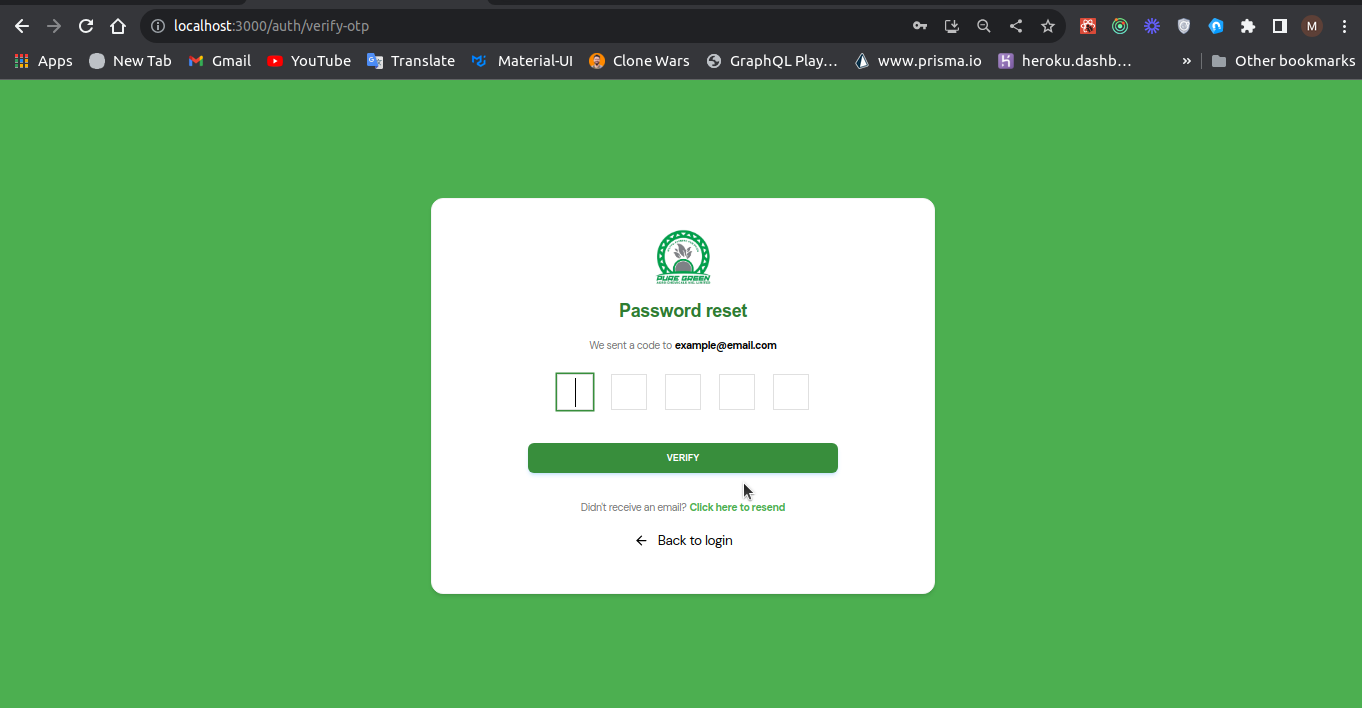 localhost:3000/auth/verify-otp
M
Apps New Tab Gmail YouTube Translate Material-UI Clone Wars GraphQL Play… www.prisma.io heroku.dashb… » Other bookmarks
PURE GREEN
Password reset
We sent a code to example@email.com
VERIFY
Didn't receive an email? Click here to resend
Back to login